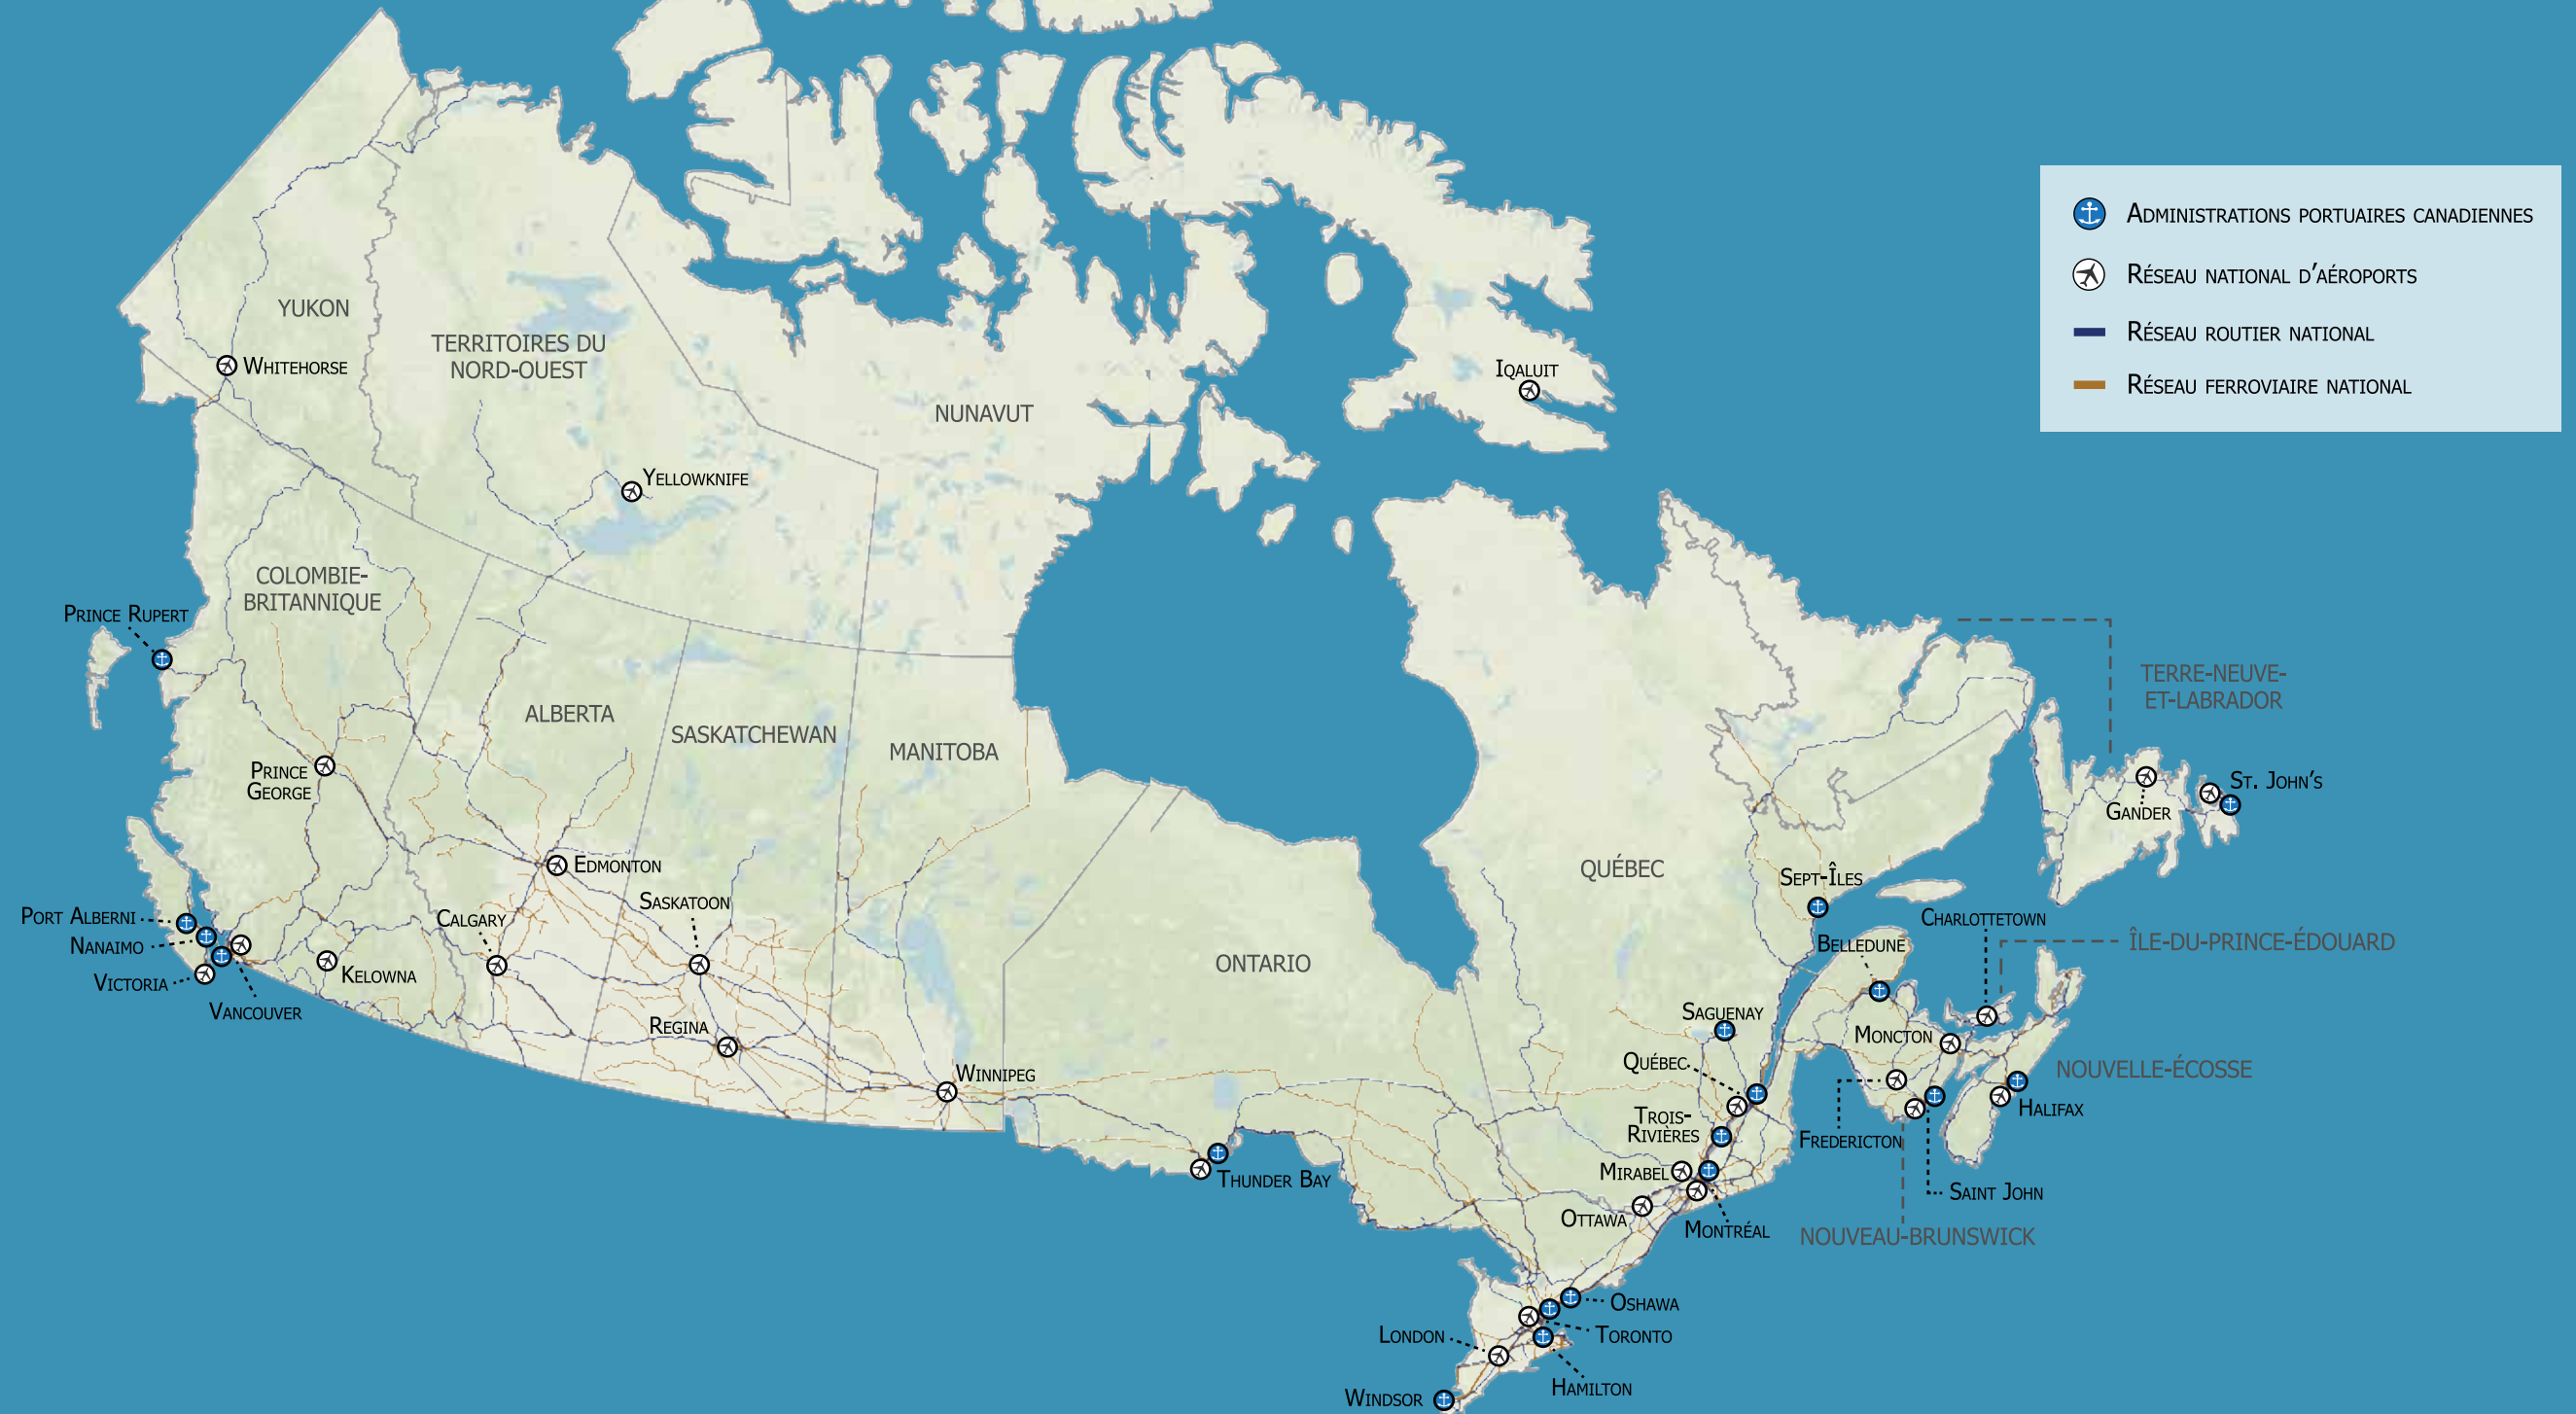 Administrations portuaires canadiennes
Réseau national d'aéroports
Réseau routier national
Réseau ferroviaire national
YUKON
Whitehorse
TERRITOIRES DU
NORD-OUEST
Yellowknife
NUNAVUT
Iqaluit
COLOMBIE-
BRITANNIQUE
Prince Rupert
Prince
George
Port Alberni
Nanaimo
Victoria
Vancouver
Kelowna
ALBERTA
Edmonton
Calgary
SASKATCHEWAN
Saskatoon
Regina
MANITOBA
Winnipeg
ONTARIO
Thunder Bay
Ottawa
Oshawa
Toronto
London
Hamilton
Windsor
QUÉBEC
Sept-Îles
Saguenay
Québec
Trois-
Rivières
Mirabel
Montréal
TERRE-NEUVE-
ET-LABRADOR
Gander
St. John's
Charlottetown
ÎLE-DU-PRINCE-ÉDOUARD
Belledune
Moncton
NOUVELLE-ÉCOSSE
Halifax
Fredericton
Saint John
NOUVEAU-BRUNSWICK